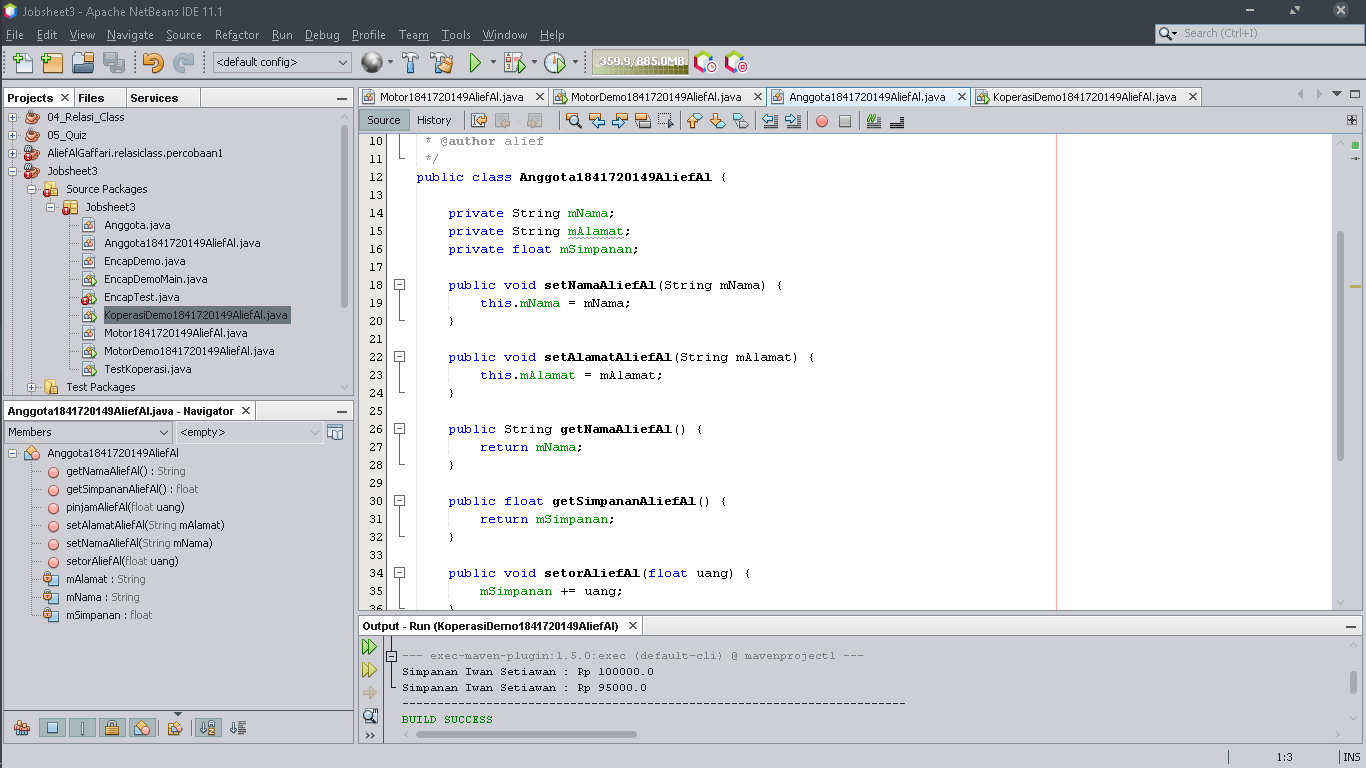 Jobsheet3 - Apache NetBeans IDE 11.1
File Edit View Navigate Source Refactor Run Debug Profile Team Tools Window Help
Search (Ctrl+I)
<default config>
359.9/885.0MB
Projects Files Services
04_Relasi_Class
05_Quiz
AliefAlGaffari.relasiclass.percobaan1
Jobsheet3
Source Packages
Jobsheet3
Anggota.java
Anggota1841720149AliefAl.java
EncapDemo.java
EncapDemoMain.java
EncapTest.java
KoperasiDemo1841720149AliefAl.java
Motor1841720149AliefAl.java
MotorDemo1841720149AliefAl.java
TestKoperasi.java
Test Packages
Anggota1841720149AliefAl.java - Navigator
Members <empty>
Anggota1841720149AliefAl
getNamaAliefAl() : String
getSimpananAliefAl() : float
pinjamAliefAl(float uang)
setAlamatAliefAl(String mAlamat)
setNamaAliefAl(String mNama)
setorAliefAl(float uang)
mAlamat : String
mNama : String
mSimpanan : float
Motor1841720149AliefAl.java MotorDemo1841720149AliefAl.java Anggota1841720149AliefAl.java KoperasiDemo1841720149AliefAl.java
Source History
10 * @author alief
11 */
12 public class Anggota1841720149AliefAl {
13
14 private String mNama;
15 private String mAlamat;
16 private float mSimpanan;
17
18 public void setNamaAliefAl(String mNama) {
19 this.mNama = mNama;
20 }
21
22 public void setAlamatAliefAl(String mAlamat) {
23 this.mAlamat = mAlamat;
24 }
25
26 public String getNamaAliefAl() {
27 return mNama;
28 }
29
30 public float getSimpananAliefAl() {
31 return mSimpanan;
32 }
33
34 public void setorAliefAl(float uang) {
35 mSimpanan += uang;
36 }
Output - Run (KoperasiDemo1841720149AliefAl)
--- exec-maven-plugin:1.5.0:exec (default-cli) @ mavenproject1 ---
Simpanan Iwan Setiawan : Rp 100000.0
Simpanan Iwan Setiawan : Rp 95000.0
------------------------------------------------------------------------
BUILD SUCCESS
1:3 INS